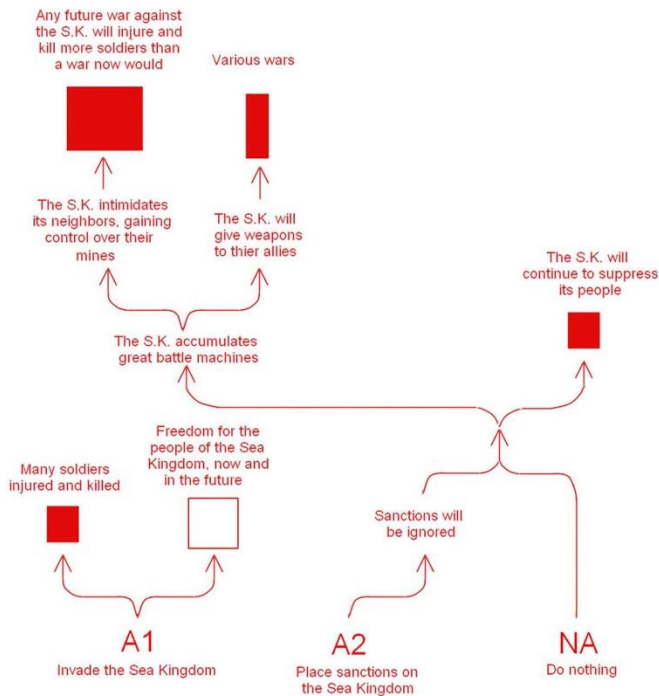 Any future war against
the S.K. will injure and
kill more soldiers than
a war now would
Various wars
The S.K. intimidates
its neighbors, gaining
control over their
mines
The S.K. will
give weapons
to thier allies
The S.K. will
continue to suppress
its people
The S.K. accumulates
great battle machines
Freedom for the
people of the Sea
Kingdom, now and
in the future
Many soldiers
injured and killed
Sanctions will
be ignored
A1
Invade the Sea Kingdom
A2
Place sanctions on
the Sea Kingdom
NA
Do nothing